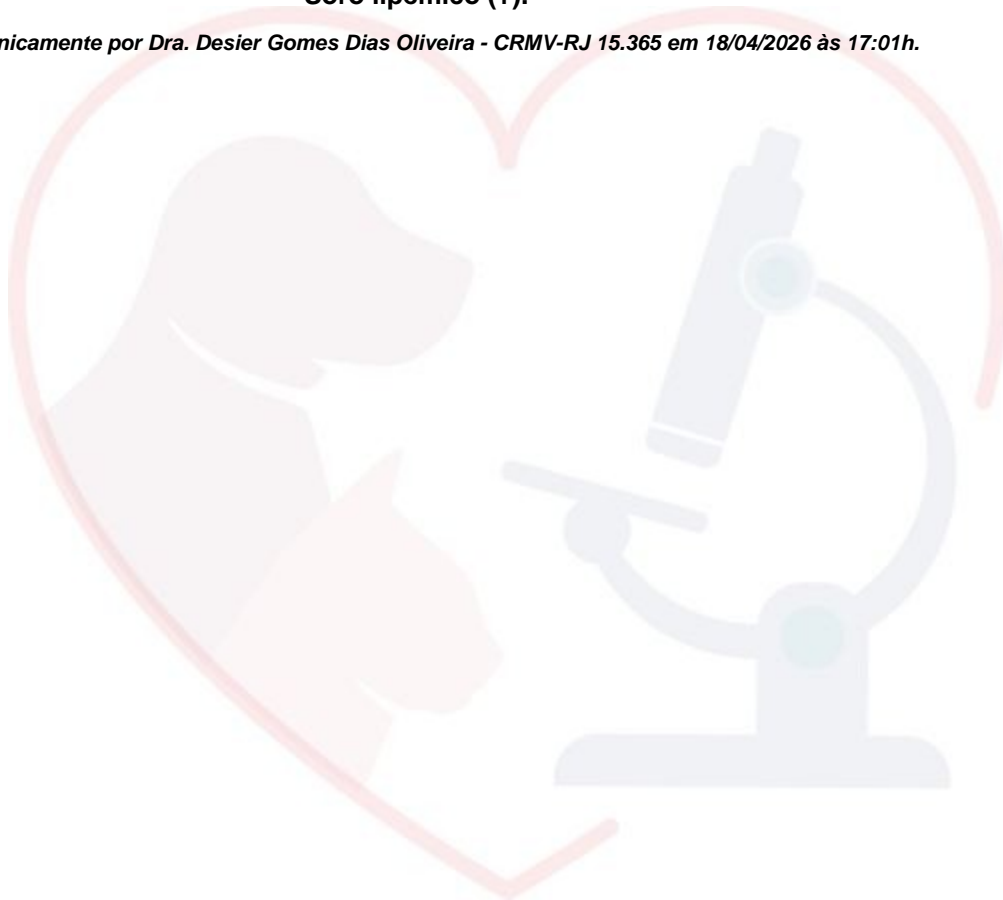 Soro lipêmico (1).
nicamente por Dra. Desier Gomes Dias Oliveira - CRMV-RJ 15.365 em 18/04/2026 às 17:01h.